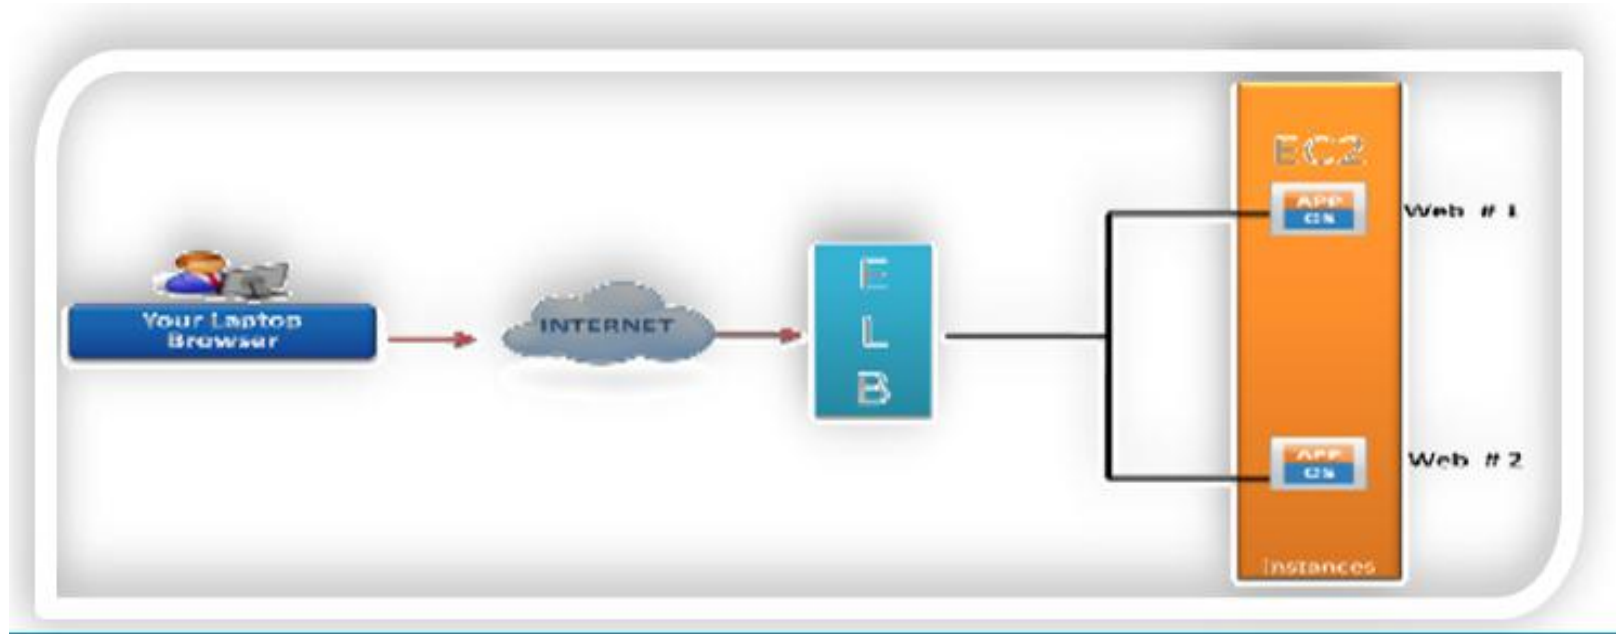 Your Laptop
Browser
INTERNET
E
L
B
EC2
APP
OS
Web # 1
APP
OS
Web # 2
Instances